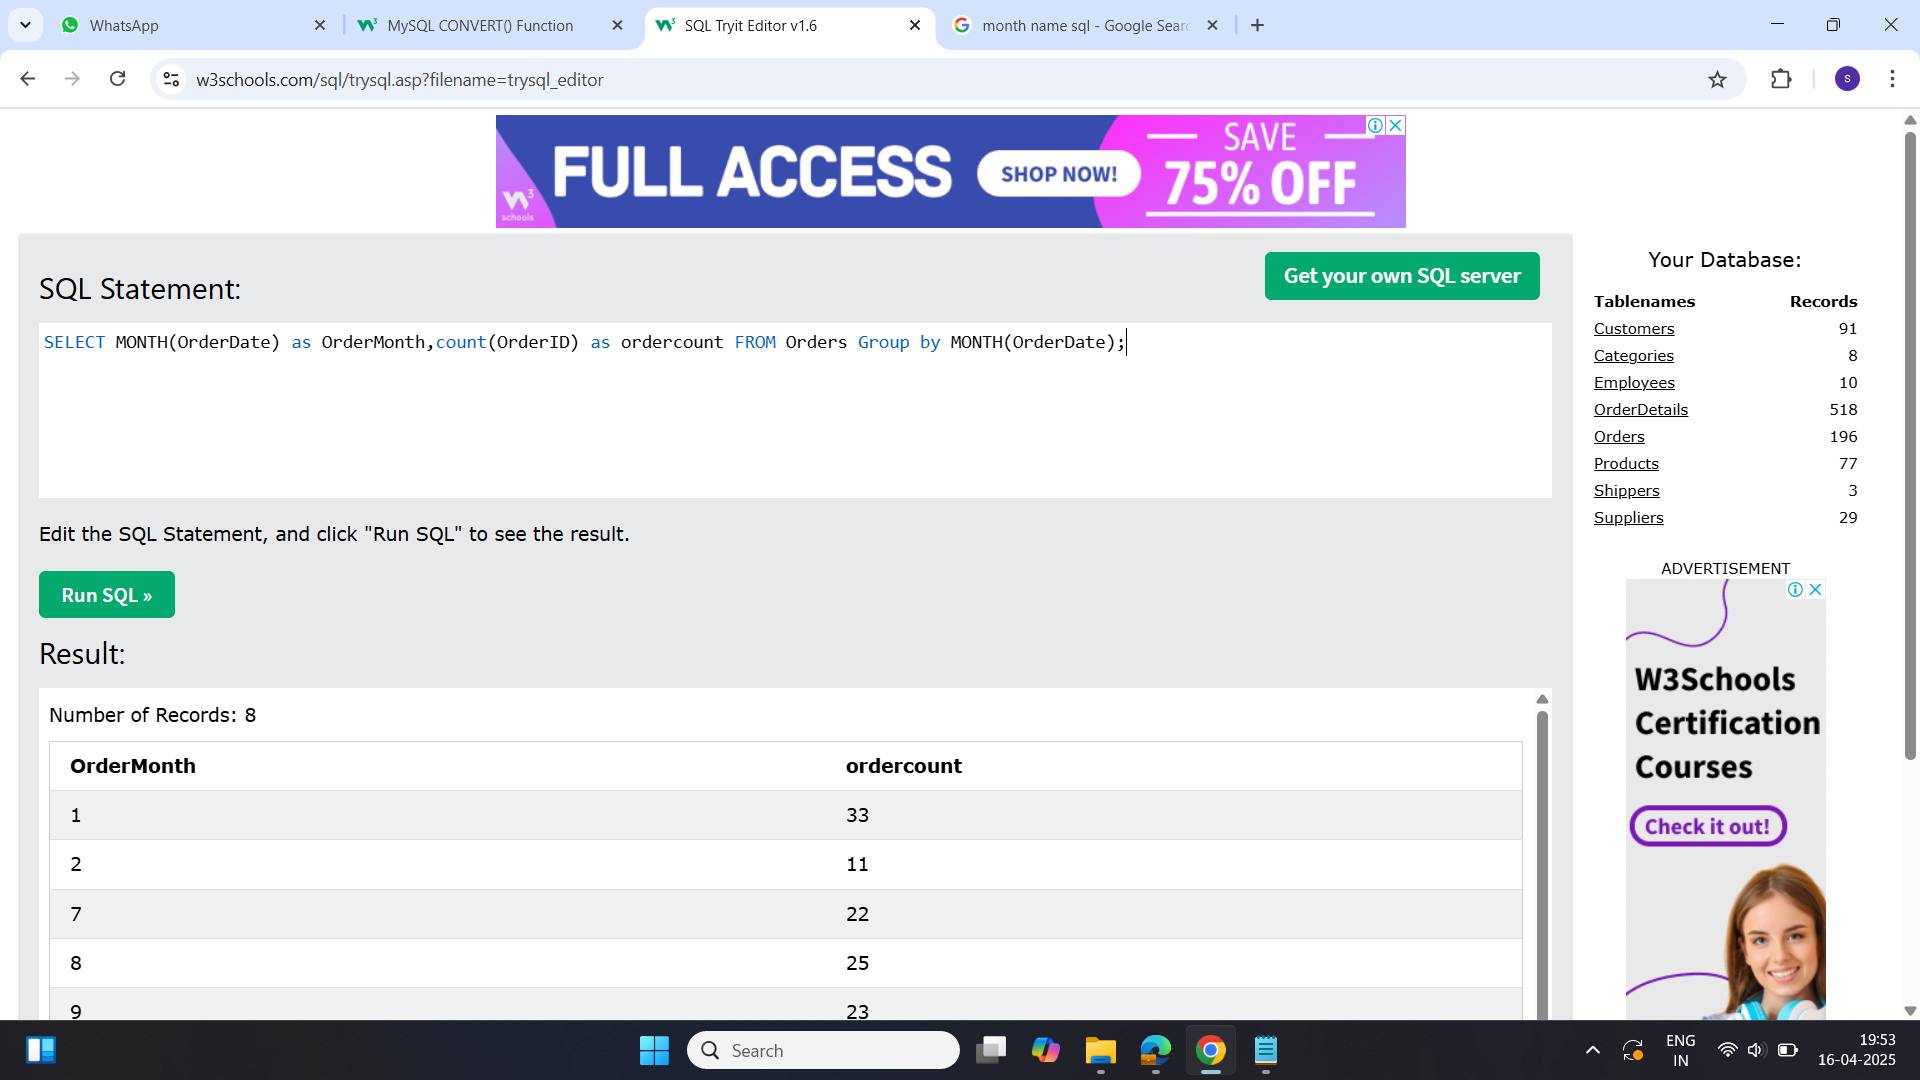 WhatsApp
MySQL CONVERT() Function
SQL Tryit Editor v1.6
month name sql - Google Sear
w3schools.com/sql/trysql.asp?filename=trysql_editor
S
W3
schools
FULL ACCESS
SHOP NOW!
SAVE
75% OFF
SQL Statement:
Get your own SQL server
SELECT MONTH(OrderDate) as OrderMonth,count(OrderID) as ordercount FROM Orders Group by MONTH(OrderDate);
Edit the SQL Statement, and click "Run SQL" to see the result.
Run SQL »
Result:
Number of Records: 8
OrderMonth ordercount
1 33
2 11
7 22
8 25
9 23
Your Database:
Tablenames Records
Customers 91
Categories 8
Employees 10
OrderDetails 518
Orders 196
Products 77
Shippers 3
Suppliers 29
ADVERTISEMENT
W3Schools
Certification
Courses
Check it out!
Search
ENG
IN
19:53
16-04-2025